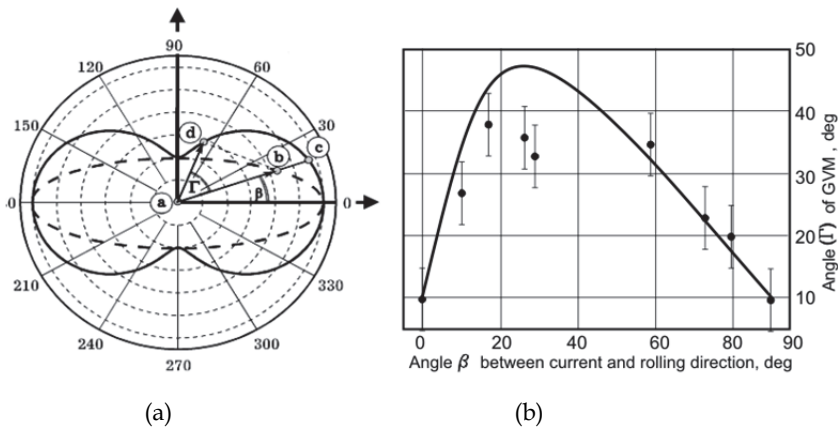 90
120
60
150
d
b
c
Γ
β
a
.0
0
210
330
240
300
270
(a)
50
40
30
20
10
0
20
40
60
80
90
Angle (Γ) of GVM , deg
Angle β between current and rolling direction, deg
(b)